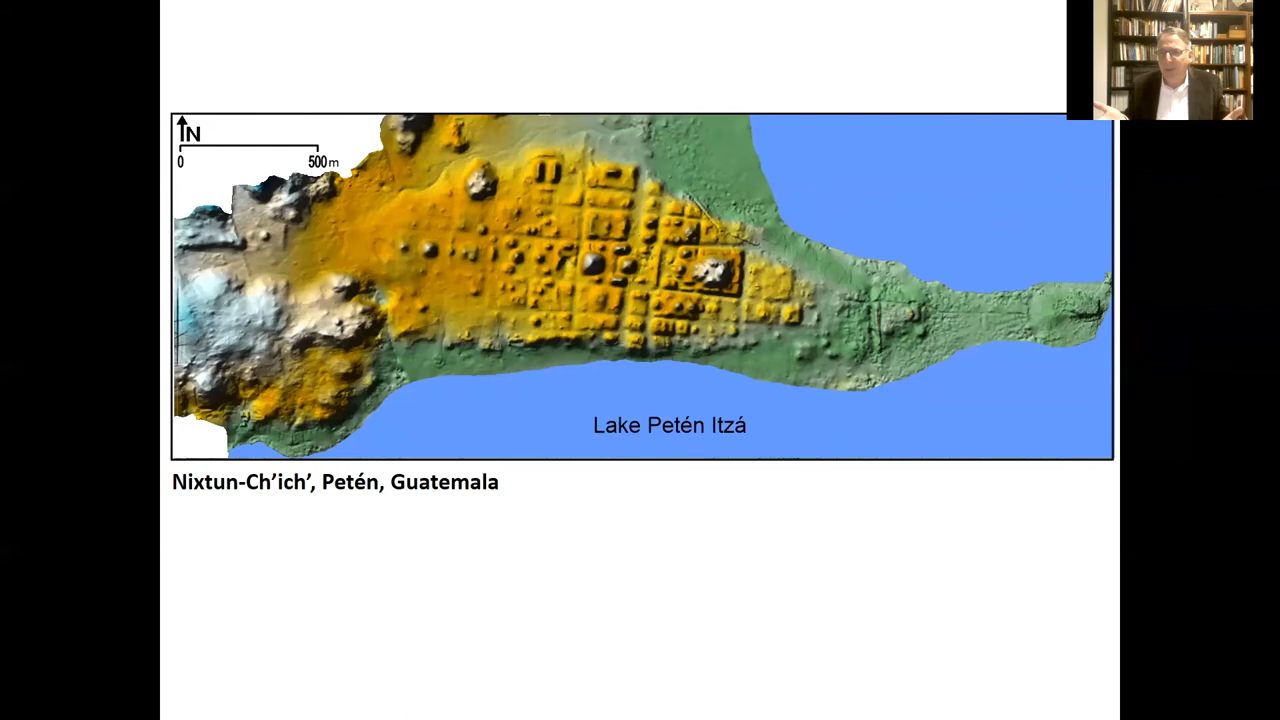 N
0 500 m
Lake Petén Itzá
Nixtun-Ch’ich’, Petén, Guatemala